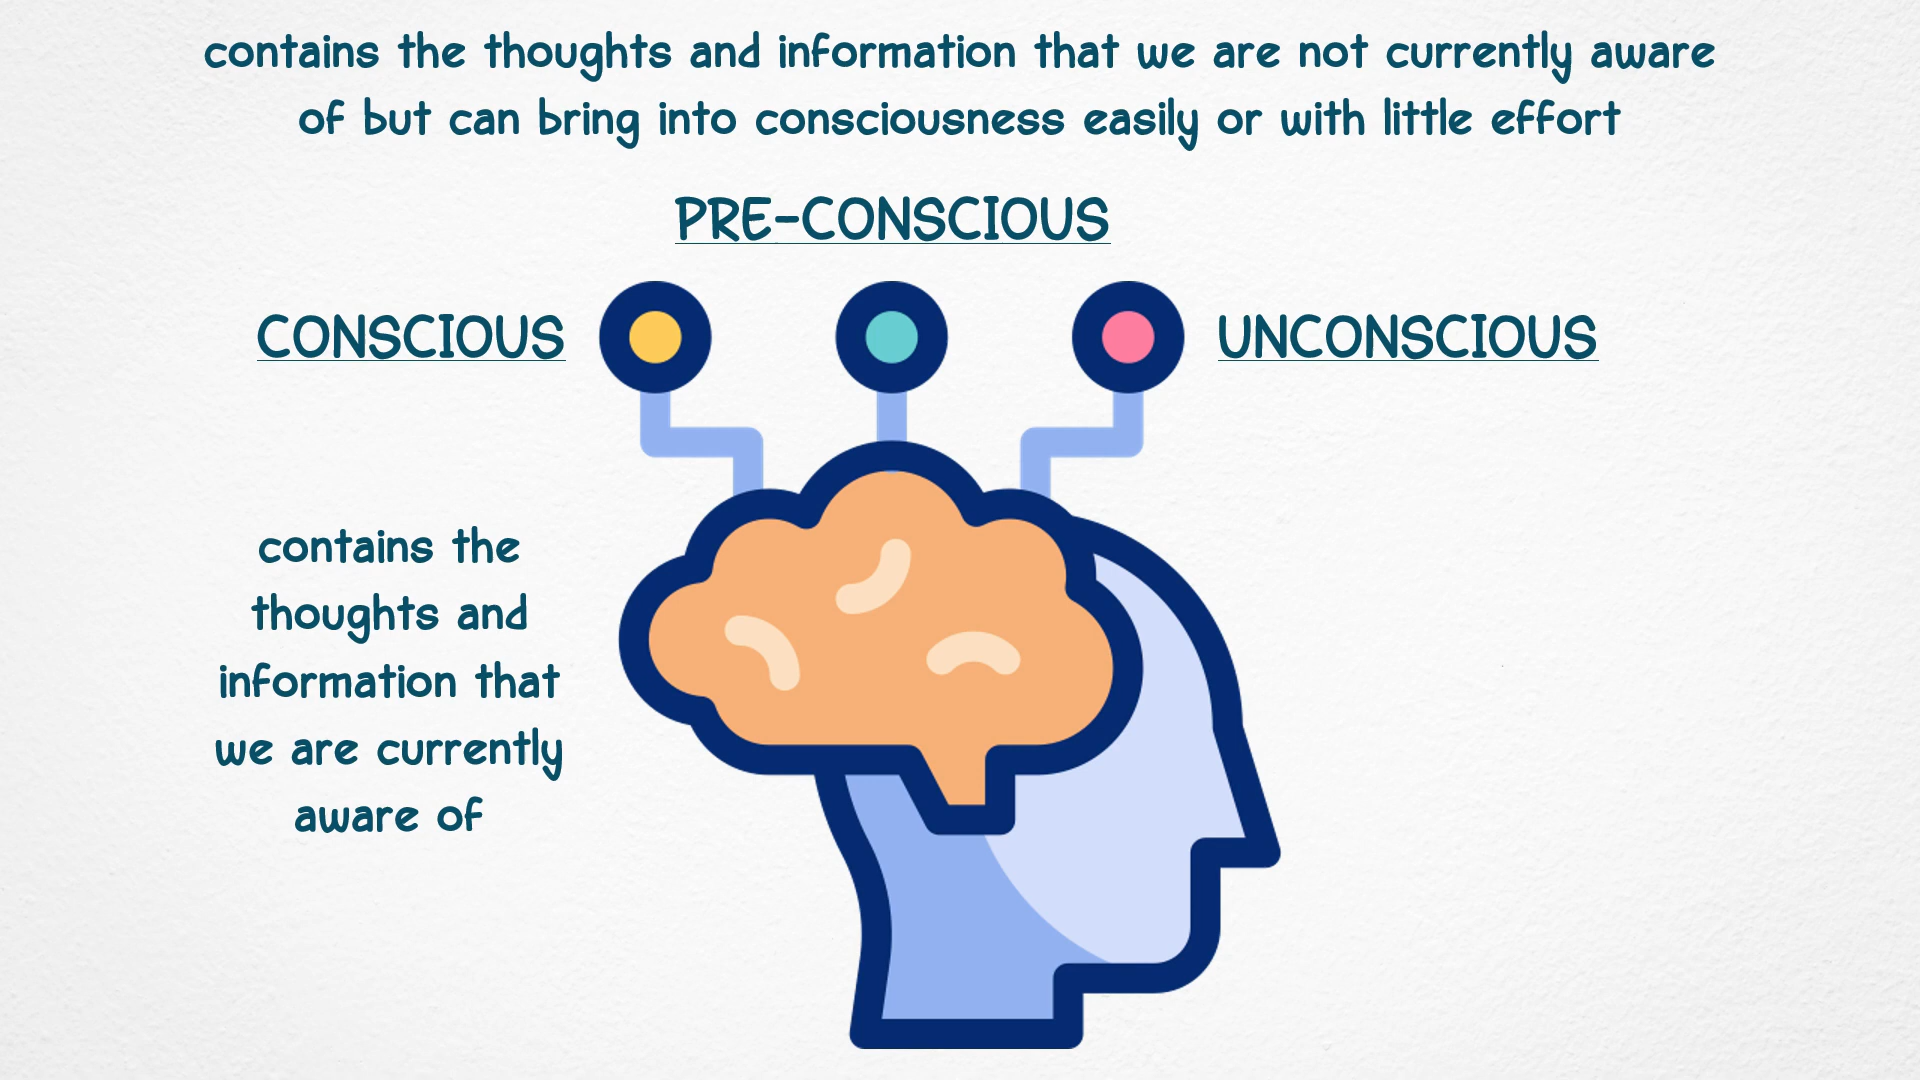 contains the thoughts and information that we are not currently aware
of but can bring into consciousness easily or with little effort
PRE-CONSCIOUS
CONSCIOUS
UNCONSCIOUS
contains the
thoughts and
information that
we are currently
aware of